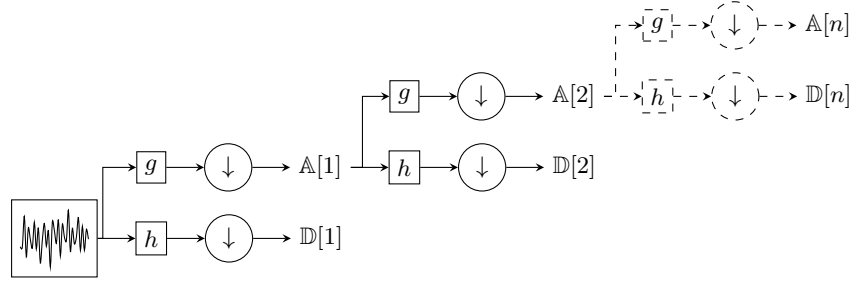 g ↓ 𝔸[n]
h ↓ 𝔻[n]
g ↓ 𝔸[2]
h ↓ 𝔻[2]
g ↓ 𝔸[1]
h ↓ 𝔻[1]